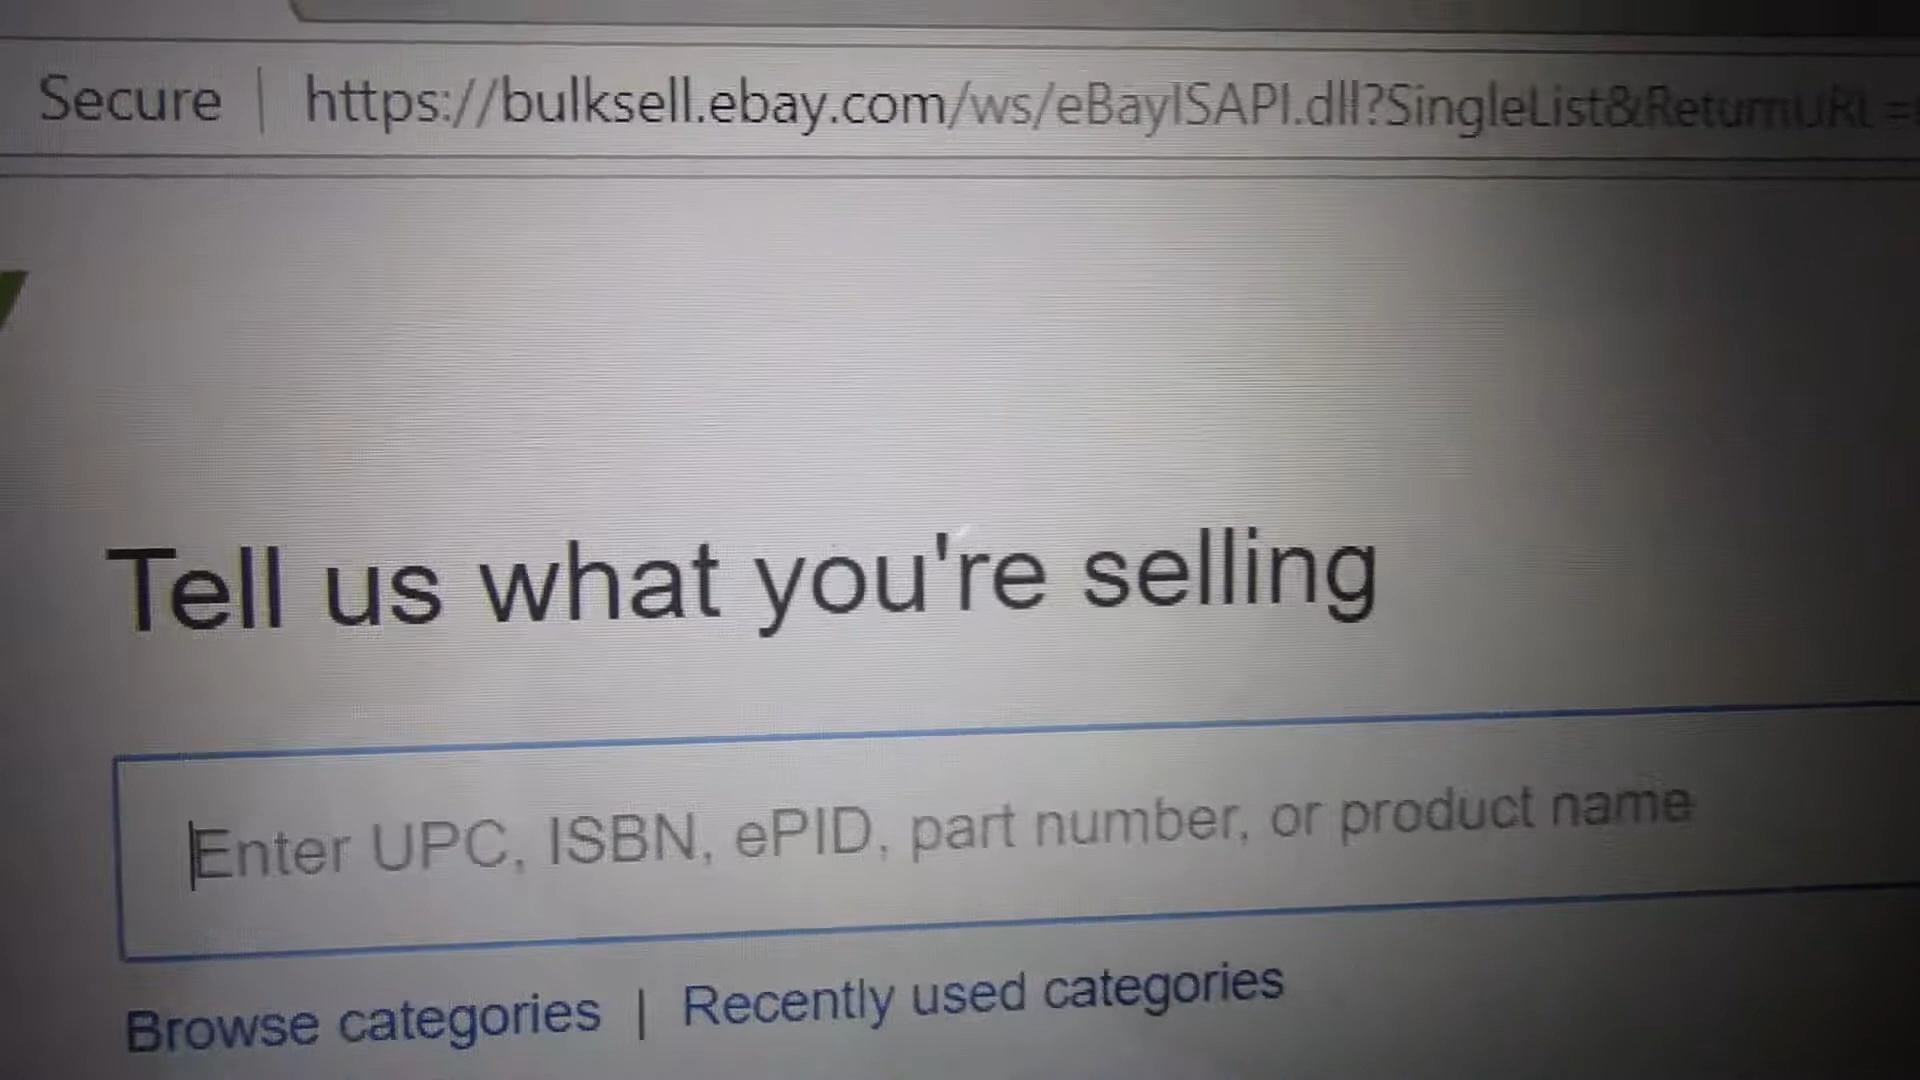 Secure | https://bulksell.ebay.com/ws/eBayISAPI.dll?SingleList&ReturnURL=
Tell us what you're selling
Enter UPC, ISBN, ePID, part number, or product name
Browse categories | Recently used categories